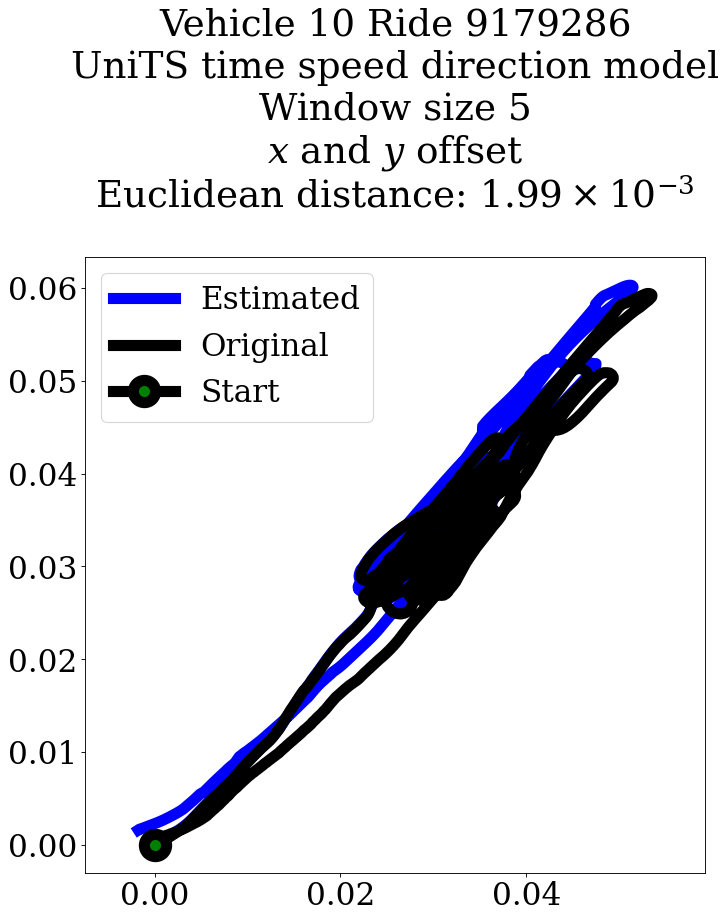 Vehicle 10 Ride 9179286
UniTS time speed direction model
Window size 5
x and y offset
Euclidean distance: 1.99 × 10⁻³
Estimated
Original
Start
0.06
0.05
0.04
0.03
0.02
0.01
0.00
0.00 0.02 0.04